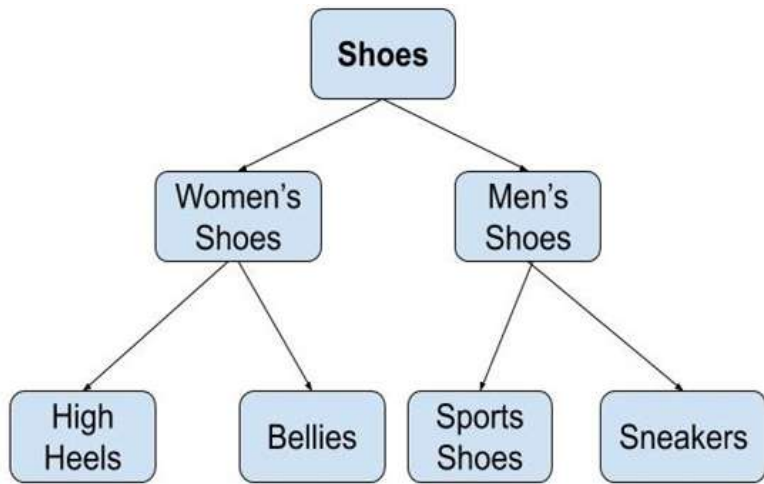 Shoes
Women's
Shoes
Men's
Shoes
High
Heels
Bellies
Sports
Shoes
Sneakers